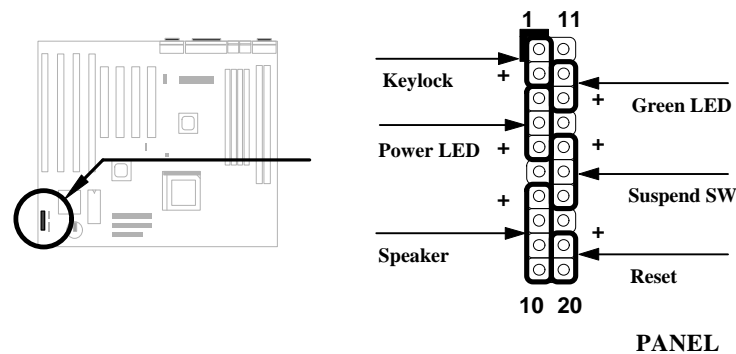 1 11
Keylock
+
+
Green LED
Power LED
+
+
Suspend SW
+
+
Speaker
Reset
10 20
PANEL